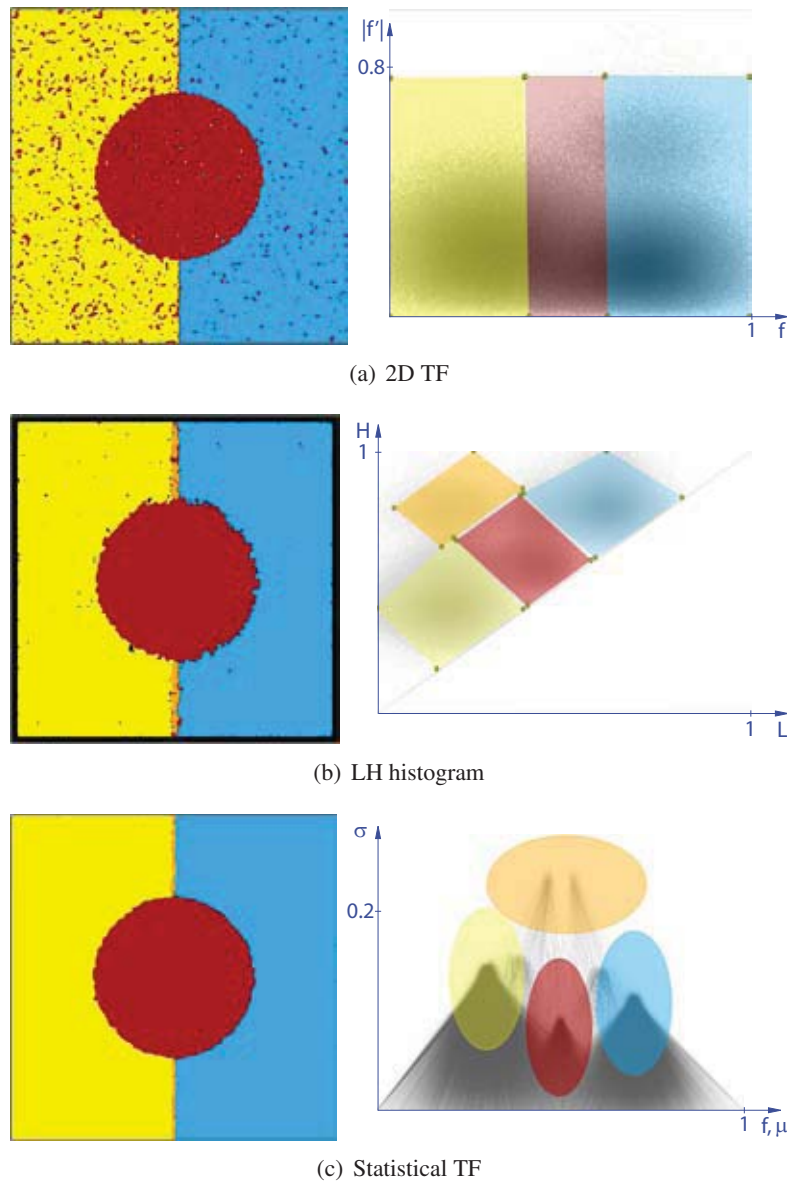 |f'|
0.8
1
f
(a) 2D TF
H
1
1
L
(b) LH histogram
σ
0.2
1
f, μ
(c) Statistical TF